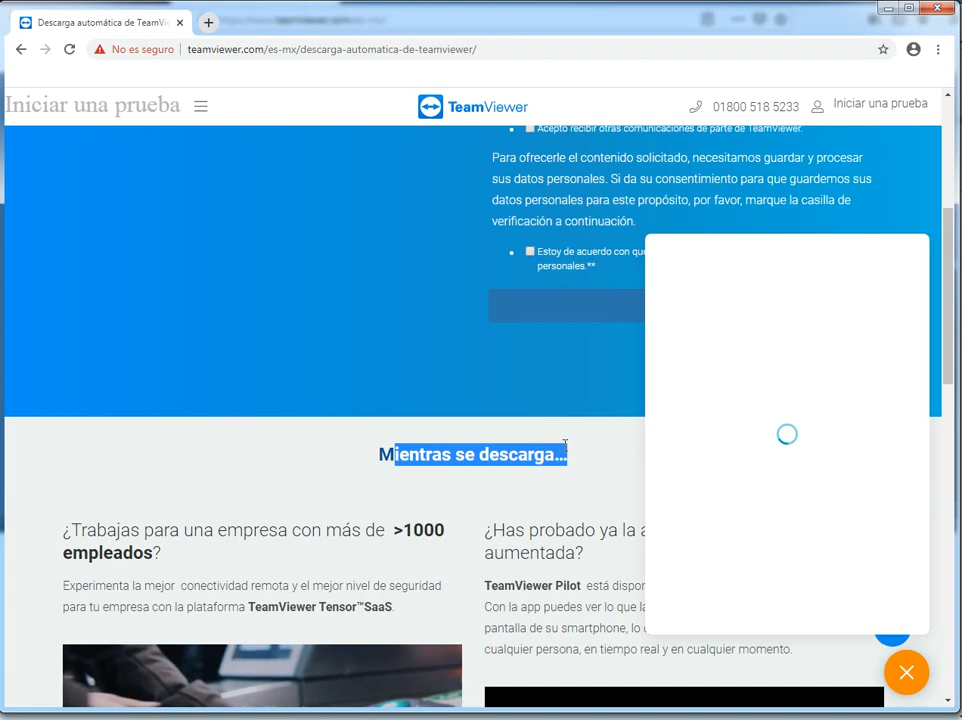 Descarga automática de TeamVi
No es seguro
teamviewer.com/es-mx/descarga-automatica-de-teamviewer/
Iniciar una prueba
TeamViewer
01800 518 5233
Iniciar una prueba
Acepto recibir otras comunicaciones de parte de TeamViewer.
Para ofrecerle el contenido solicitado, necesitamos guardar y procesar
sus datos personales. Si da su consentimiento para que guardemos sus
datos personales para este propósito, por favor, marque la casilla de
verificación a continuación.
Estoy de acuerdo con que
personales.**
Mientras se descarga...
¿Trabajas para una empresa con más de >1000
empleados?
Experimenta la mejor conectividad remota y el mejor nivel de seguridad
para tu empresa con la plataforma TeamViewer Tensor™SaaS.
¿Has probado ya la
aumentada?
TeamViewer Pilot está dispon
Con la app puedes ver lo que la
pantalla de su smartphone, lo
cualquier persona, en tiempo real y en cualquier momento.